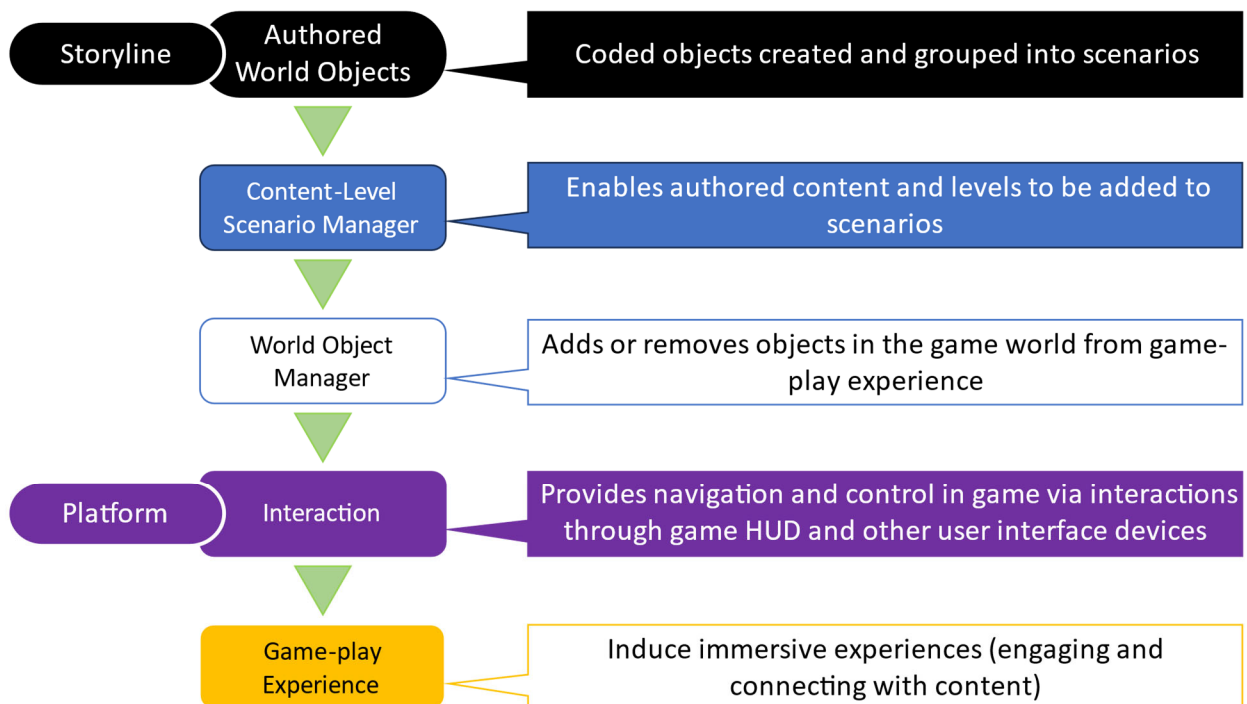 Storyline
Authored
World Objects
Coded objects created and grouped into scenarios
Content-Level
Scenario Manager
Enables authored content and levels to be added to
scenarios
World Object
Manager
Adds or removes objects in the game world from game-
play experience
Platform
Interaction
Provides navigation and control in game via interactions
through game HUD and other user interface devices
Game-play
Experience
Induce immersive experiences (engaging and
connecting with content)